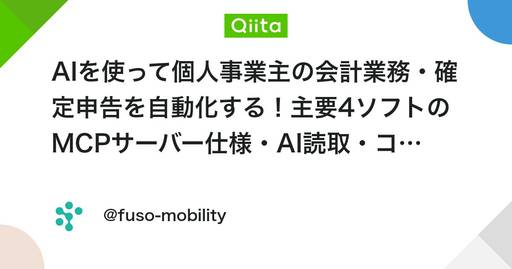 Qiita
AIを使って個人事業主の会計業務・確
定申告を自動化する！主要4ソフトの
MCPサーバー仕様・AI読取・コ…
@fuso-mobility